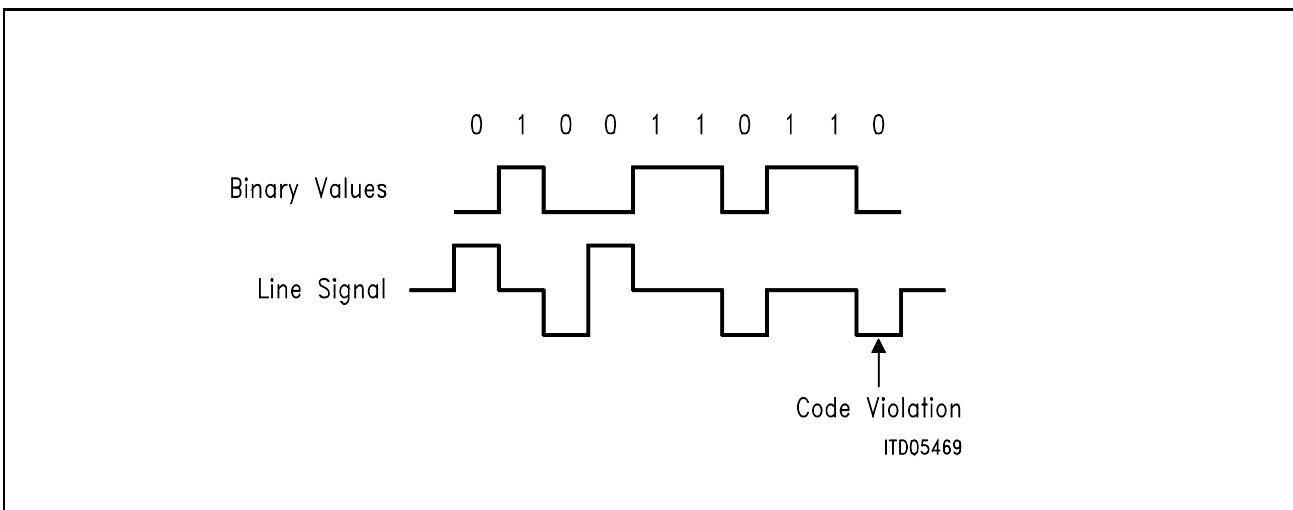 0 1 0 0 1 1 0 1 1 0
Binary Values
Line Signal
Code Violation
ITD05469